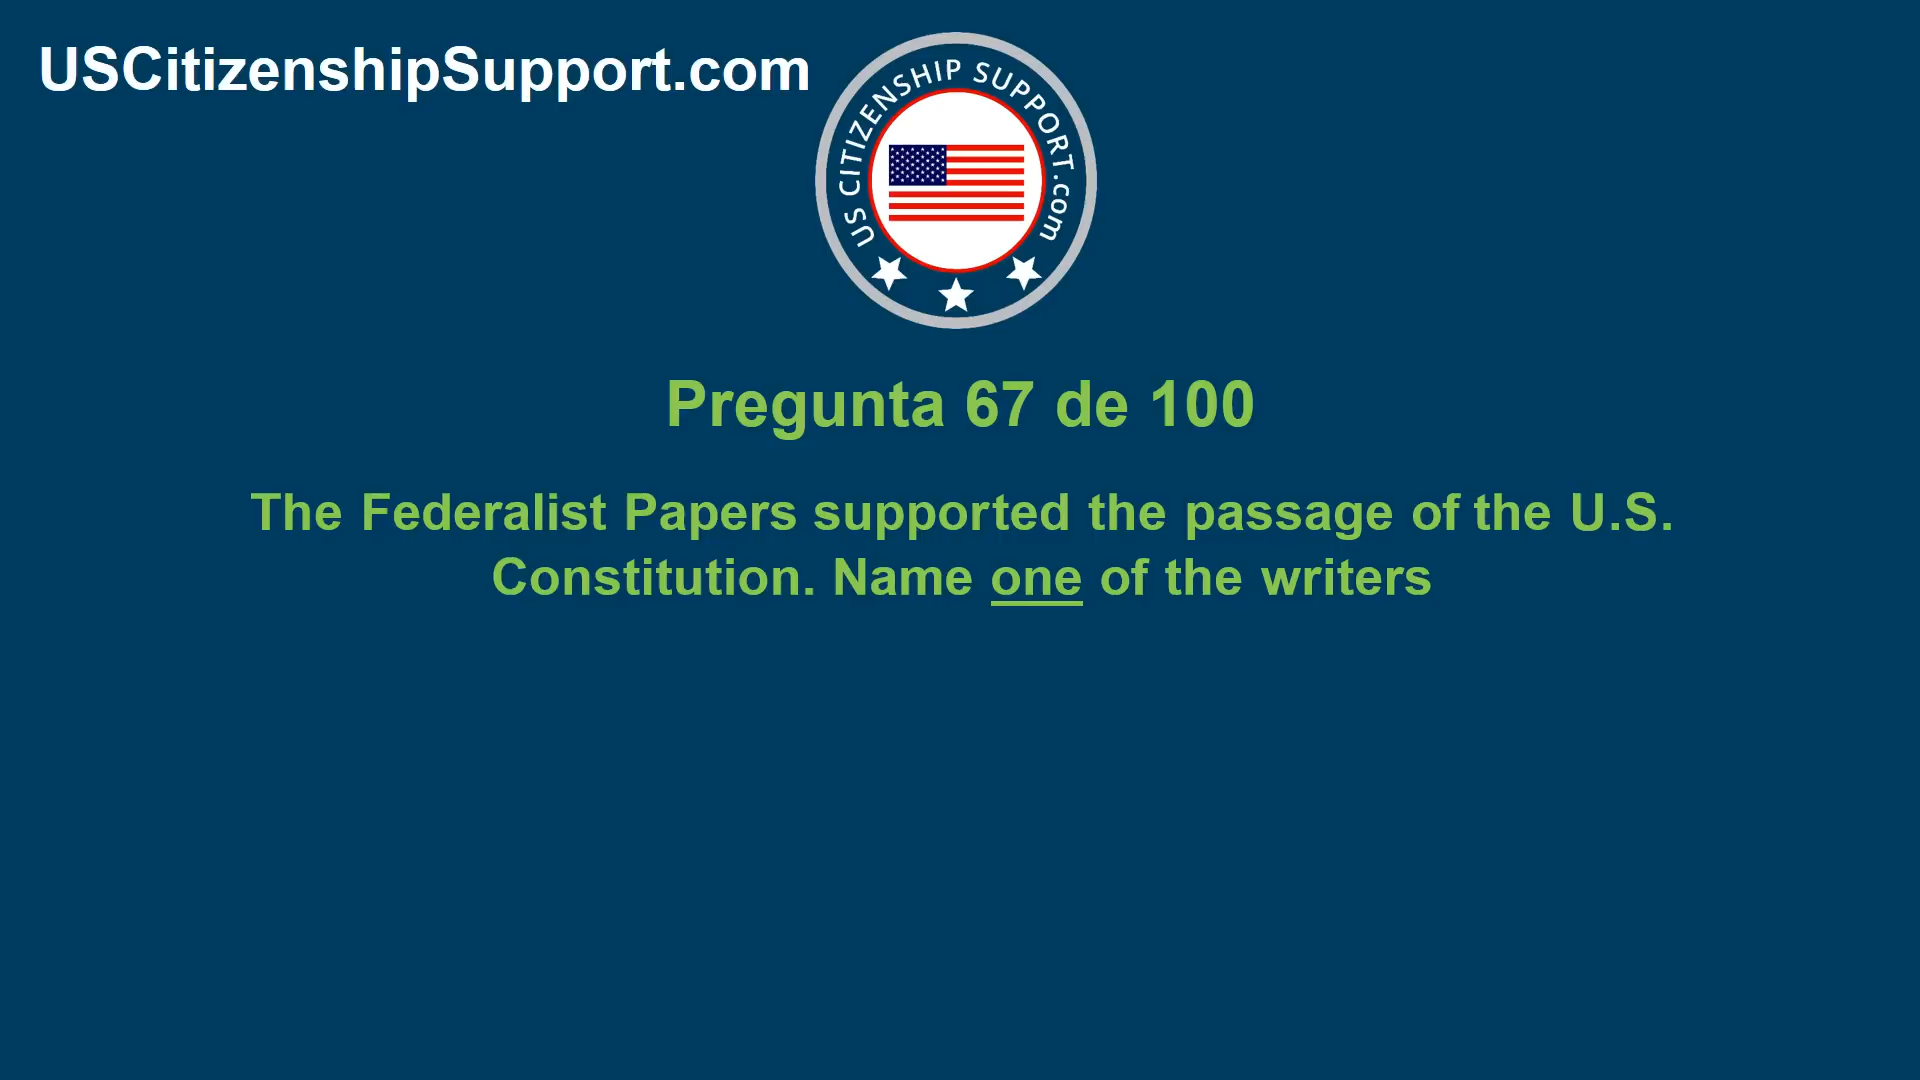 USCitizenshipSupport.com
US CITIZENSHIP SUPPORT.com
Pregunta 67 de 100
The Federalist Papers supported the passage of the U.S.
Constitution. Name one of the writers